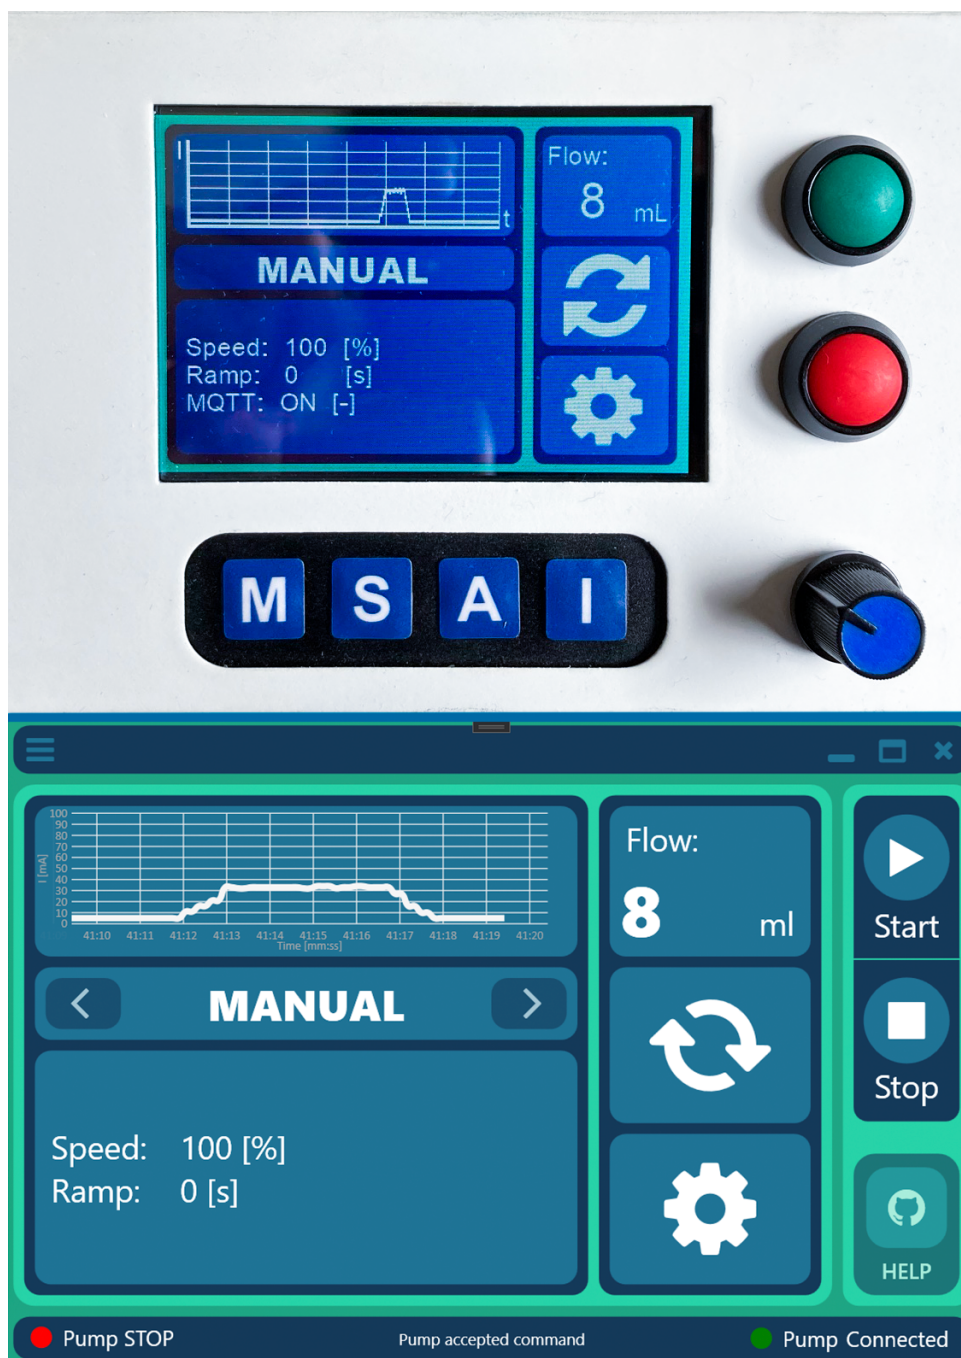 I
t
Flow:
8 mL
MANUAL
Speed: 100 [%]
Ramp: 0 [s]
MQTT: ON [-]
M S A I
100
90
80
70
60
50
40
30
20
10
0
I [mA]
41:10 41:11 41:12 41:13 41:14 41:15 41:16 41:17 41:18 41:19 41:20
Time [mm:ss]
Flow:
8 ml
Start
MANUAL
Stop
Speed: 100 [%]
Ramp: 0 [s]
HELP
Pump STOP
Pump accepted command
Pump Connected